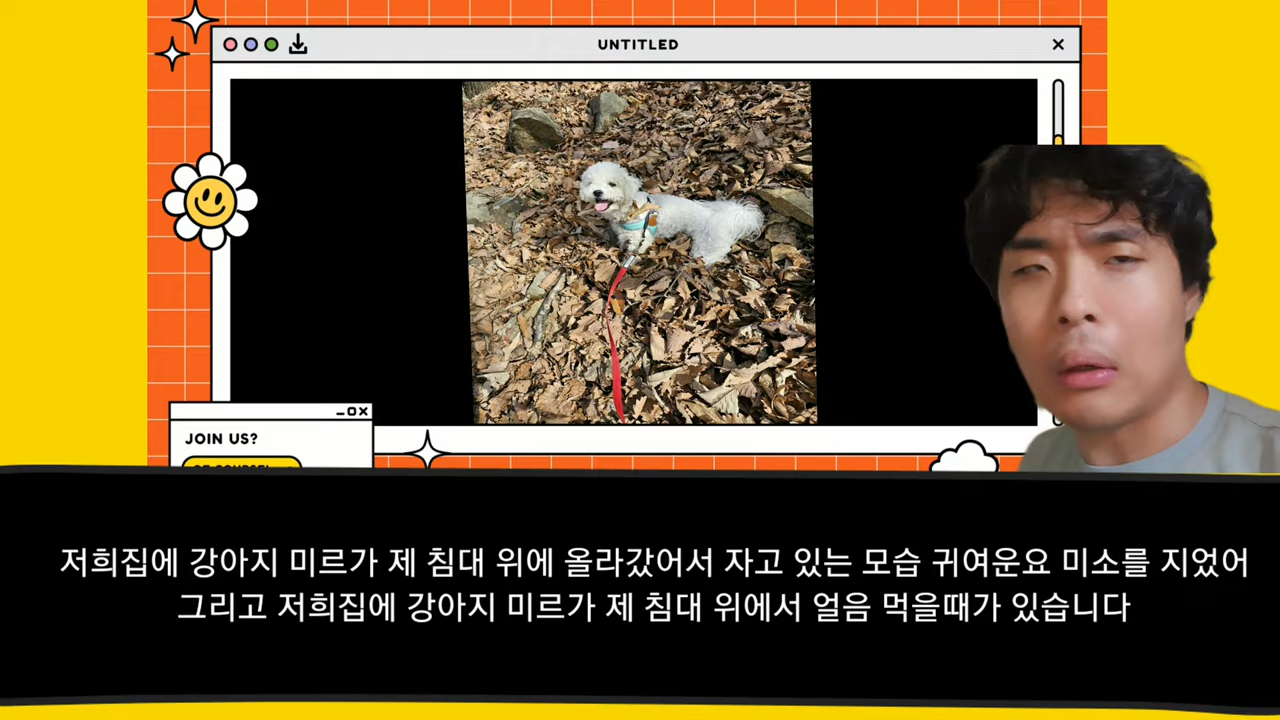 UNTITLED
JOIN US?
저희집에 강아지 미르가 제 침대 위에 올라갔어서 자고 있는 모습 귀여운요 미소를 지었어
그리고 저희집에 강아지 미르가 제 침대 위에서 얼음 먹을때가 있습니다